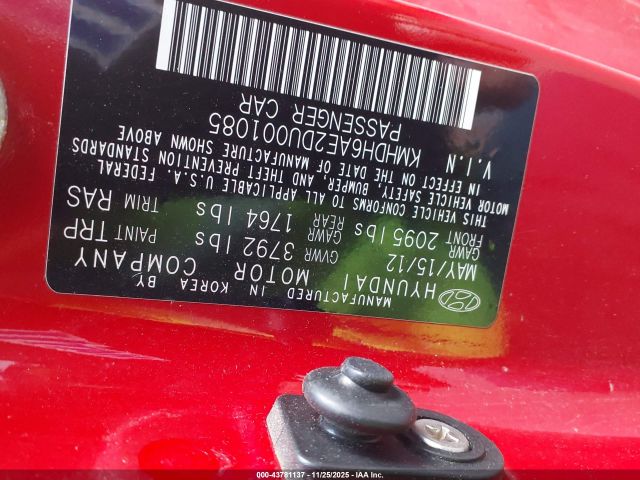 MANUFACTURED IN KOREA BY
HYUNDAI MOTOR COMPANY
MAY/15/12 GVWR 3792 lbs PAINT TRP
GAWR FRONT 2095 lbs GAWR REAR 1764 lbs TRIM RAS
THIS VEHICLE CONFORMS TO ALL APPLICABLE U.S.A. FEDERAL
MOTOR VEHICLE SAFETY, BUMPER, AND THEFT PREVENTION STANDARDS
IN EFFECT ON THE DATE OF MANUFACTURE SHOWN ABOVE
V.I.N KMHDH6AE2DU001085
PASSENGER CAR
000-43781137 - 11/25/2025 - IAA Inc.